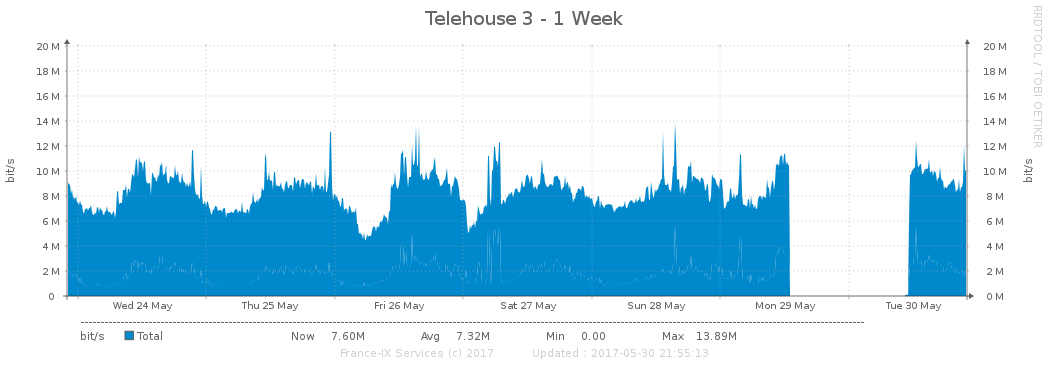 Telehouse 3 - 1 Week
RRDTOOL / TOBI OETIKER
bit/s
20 M 20 M
18 M 18 M
16 M 16 M
14 M 14 M
12 M 12 M
10 M 10 M
8 M 8 M
6 M 6 M
4 M 4 M
2 M 2 M
0 0 M
bit/s
Wed 24 May Thu 25 May Fri 26 May Sat 27 May Sun 28 May Mon 29 May Tue 30 May
bit/s Total Now 7.60M Avg 7.32M Min 0.00 Max 13.89M
France-IX Services (c) 2017 Updated : 2017-05-30 21:55:13